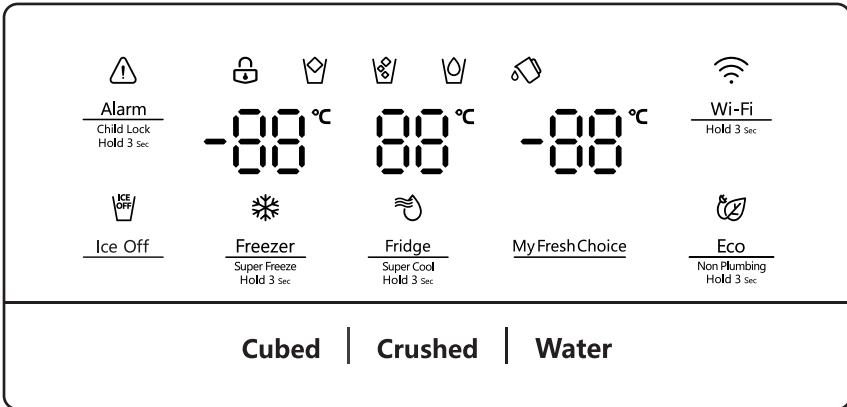 Alarm
Child Lock
Hold 3 Sec
-88 °C
88 °C
-88 °C
Wi-Fi
Hold 3 Sec
ICE
OFF
Ice Off
Freezer
Super Freeze
Hold 3 Sec
Fridge
Super Cool
Hold 3 Sec
My Fresh Choice
Eco
Non Plumbing
Hold 3 Sec
Cubed | Crushed | Water